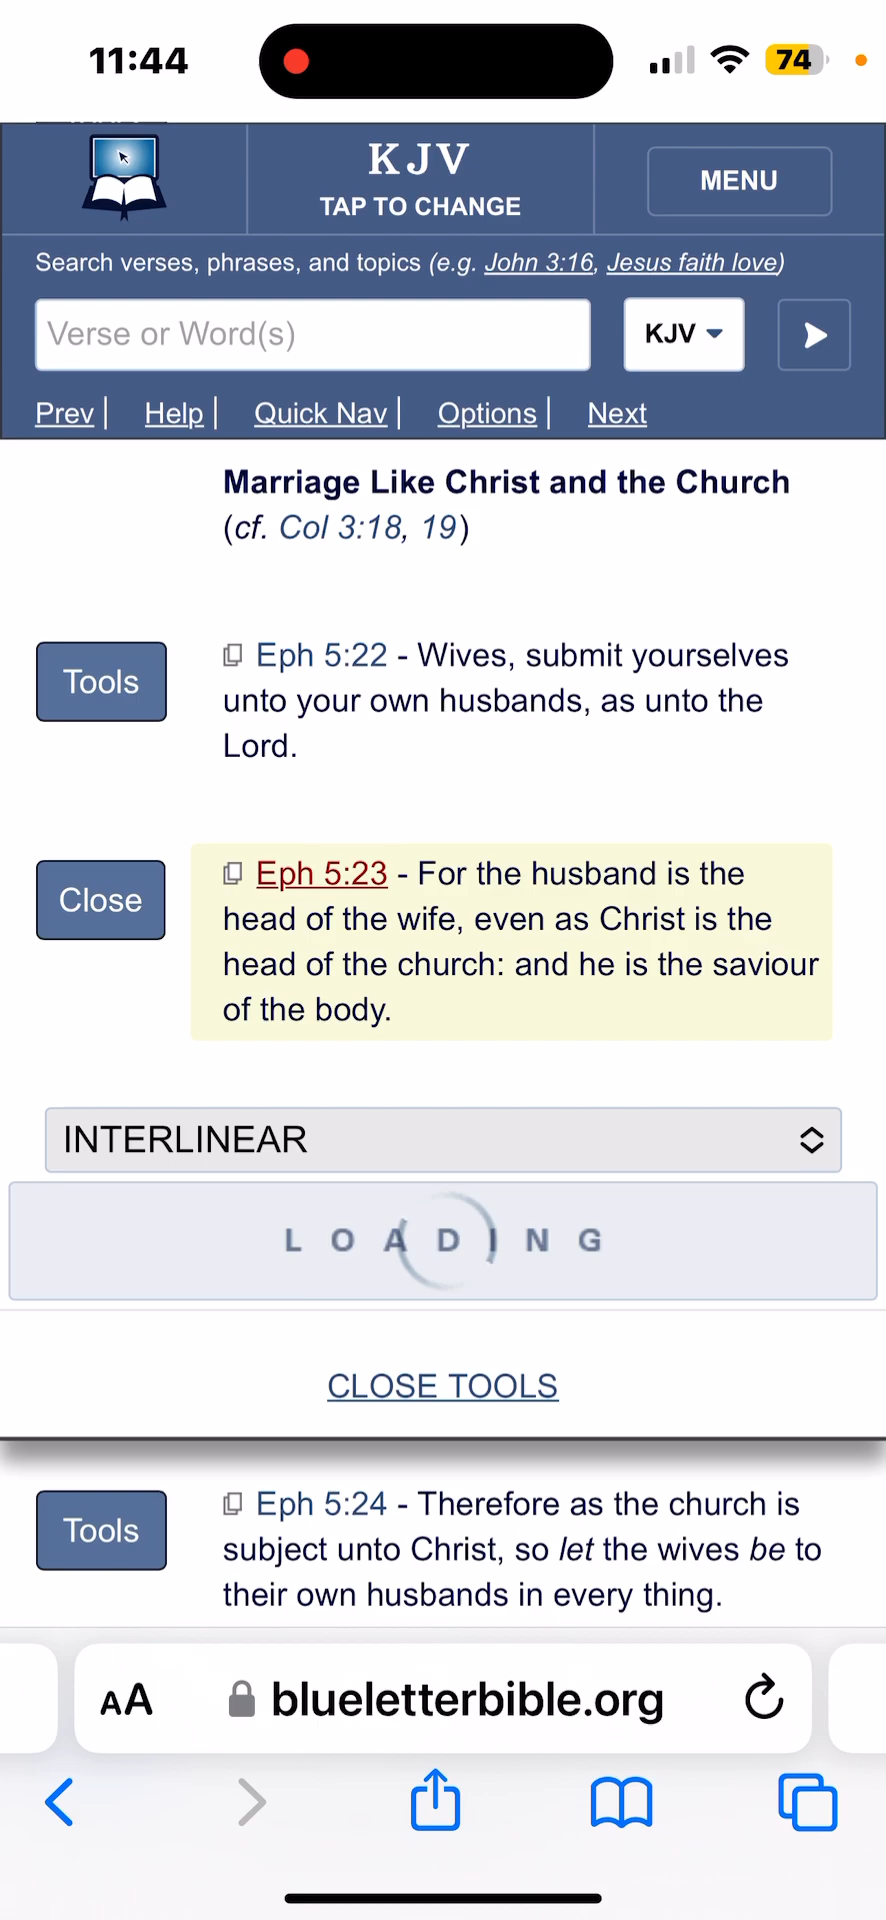 11:44
74
KJV
TAP TO CHANGE
MENU
Search verses, phrases, and topics (e.g. John 3:16, Jesus faith love)
Verse or Word(s)
KJV
Prev| Help| Quick Nav| Options| Next
Marriage Like Christ and the Church
(cf. Col 3:18, 19)
Tools
Eph 5:22 - Wives, submit yourselves
unto your own husbands, as unto the
Lord.
Close
Eph 5:23 - For the husband is the
head of the wife, even as Christ is the
head of the church: and he is the saviour
of the body.
INTERLINEAR
LOADING
CLOSE TOOLS
Tools
Eph 5:24 - Therefore as the church is
subject unto Christ, so let the wives be to
their own husbands in every thing.
AA blueletterbible.org